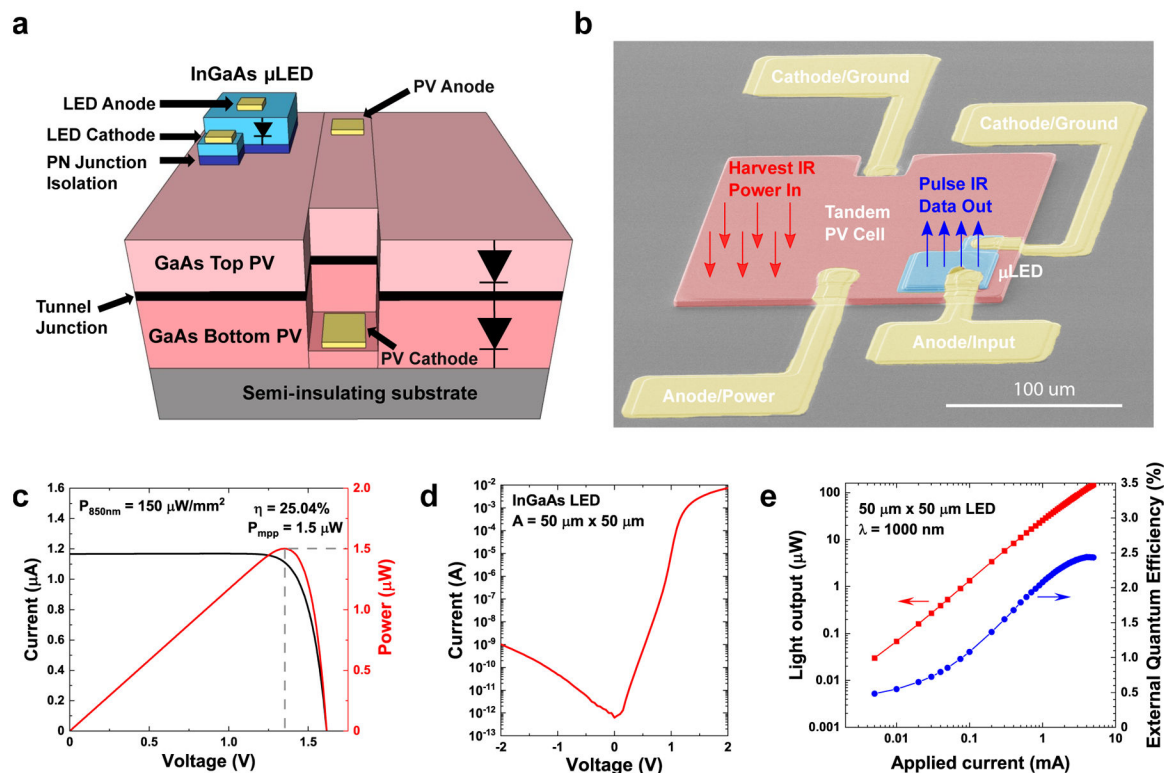 a
InGaAs µLED
LED Anode
LED Cathode
PN Junction
Isolation
PV Anode
GaAs Top PV
Tunnel
Junction
GaAs Bottom PV
PV Cathode
Semi-insulating substrate
b
Cathode/Ground
Cathode/Ground
Harvest IR
Power In
Pulse IR
Data Out
Tandem
PV Cell
µLED
Anode/Input
Anode/Power
100 um
c
P850nm = 150 µW/mm²
η = 25.04%
Pmpp = 1.5 µW
Current (µA)
1.6
1.4
1.2
1.0
0.8
0.6
0.4
0.2
0
0
0.5
1.0
1.5
Voltage (V)
2.0
1.5
1.0
0.5
0
Power (µW)
d
InGaAs LED
A = 50 µm x 50 µm
Current (A)
10⁻²
10⁻³
10⁻⁴
10⁻⁵
10⁻⁶
10⁻⁷
10⁻⁸
10⁻⁹
10⁻¹⁰
10⁻¹¹
10⁻¹²
10⁻¹³
-2
-1
0
1
2
Voltage (V)
e
50 µm x 50 µm LED
λ = 1000 nm
Light output (µW)
100
10
1
0.1
0.01
0.001
0.01
0.1
1
10
Applied current (mA)
3.5
3.0
2.5
2.0
1.5
1.0
0.5
0
External Quantum Efficiency (%)